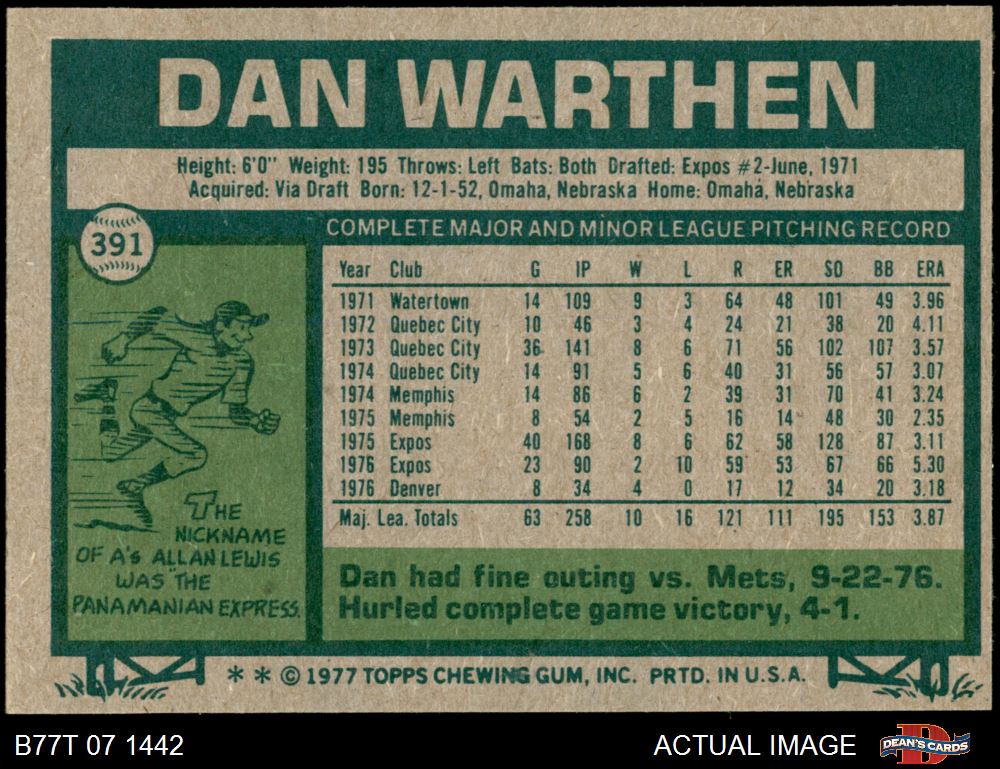 DAN WARTHEN
Height: 6'0" Weight: 195 Throws: Left Bats: Both Drafted: Expos #2-June, 1971
Acquired: Via Draft Born: 12-1-52, Omaha, Nebraska Home: Omaha, Nebraska
391
COMPLETE MAJOR AND MINOR LEAGUE PITCHING RECORD
Year Club G IP W L R ER SO BB ERA
1971 Watertown 14 109 9 3 64 48 101 49 3.96
1972 Quebec City 10 46 3 4 24 21 38 20 4.11
1973 Quebec City 36 141 8 6 71 56 102 107 3.57
1974 Quebec City 14 91 5 6 40 31 56 57 3.07
1974 Memphis 14 86 6 2 39 31 70 41 3.24
1975 Memphis 8 54 2 5 16 14 48 30 2.35
1975 Expos 40 168 8 6 62 58 128 87 3.11
1976 Expos 23 90 2 10 59 53 67 66 5.30
1976 Denver 8 34 4 0 17 12 34 20 3.18
Maj. Lea. Totals 63 258 10 16 121 111 195 153 3.87
THE
NICKNAME
OF A's ALLAN LEWIS
WAS THE
PANAMANIAN EXPRESS.
Dan had fine outing vs. Mets, 9-22-76.
Hurled complete game victory, 4-1.
* * © 1977 TOPPS CHEWING GUM, INC. PRTD. IN U.S.A.
B77T 07 1442
ACTUAL IMAGE
DEAN'S CARDS